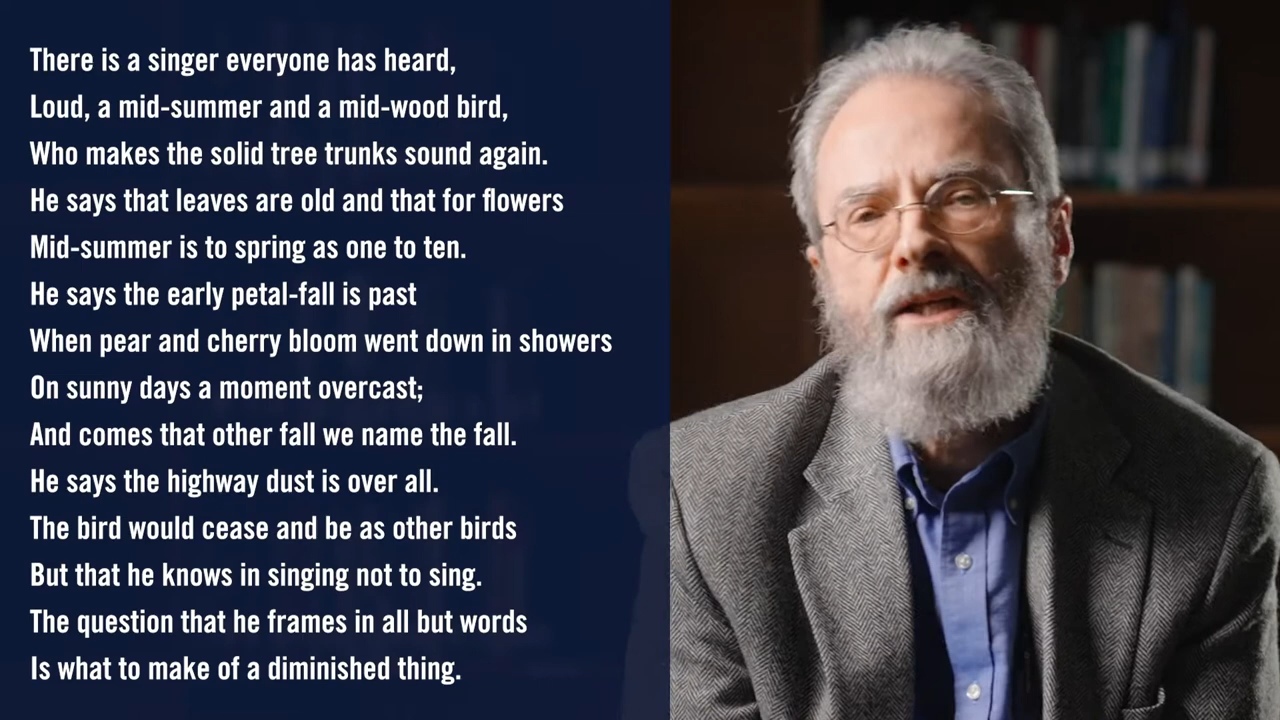 There is a singer everyone has heard,
Loud, a mid-summer and a mid-wood bird,
Who makes the solid tree trunks sound again.
He says that leaves are old and that for flowers
Mid-summer is to spring as one to ten.
He says the early petal-fall is past
When pear and cherry bloom went down in showers
On sunny days a moment overcast;
And comes that other fall we name the fall.
He says the highway dust is over all.
The bird would cease and be as other birds
But that he knows in singing not to sing.
The question that he frames in all but words
Is what to make of a diminished thing.